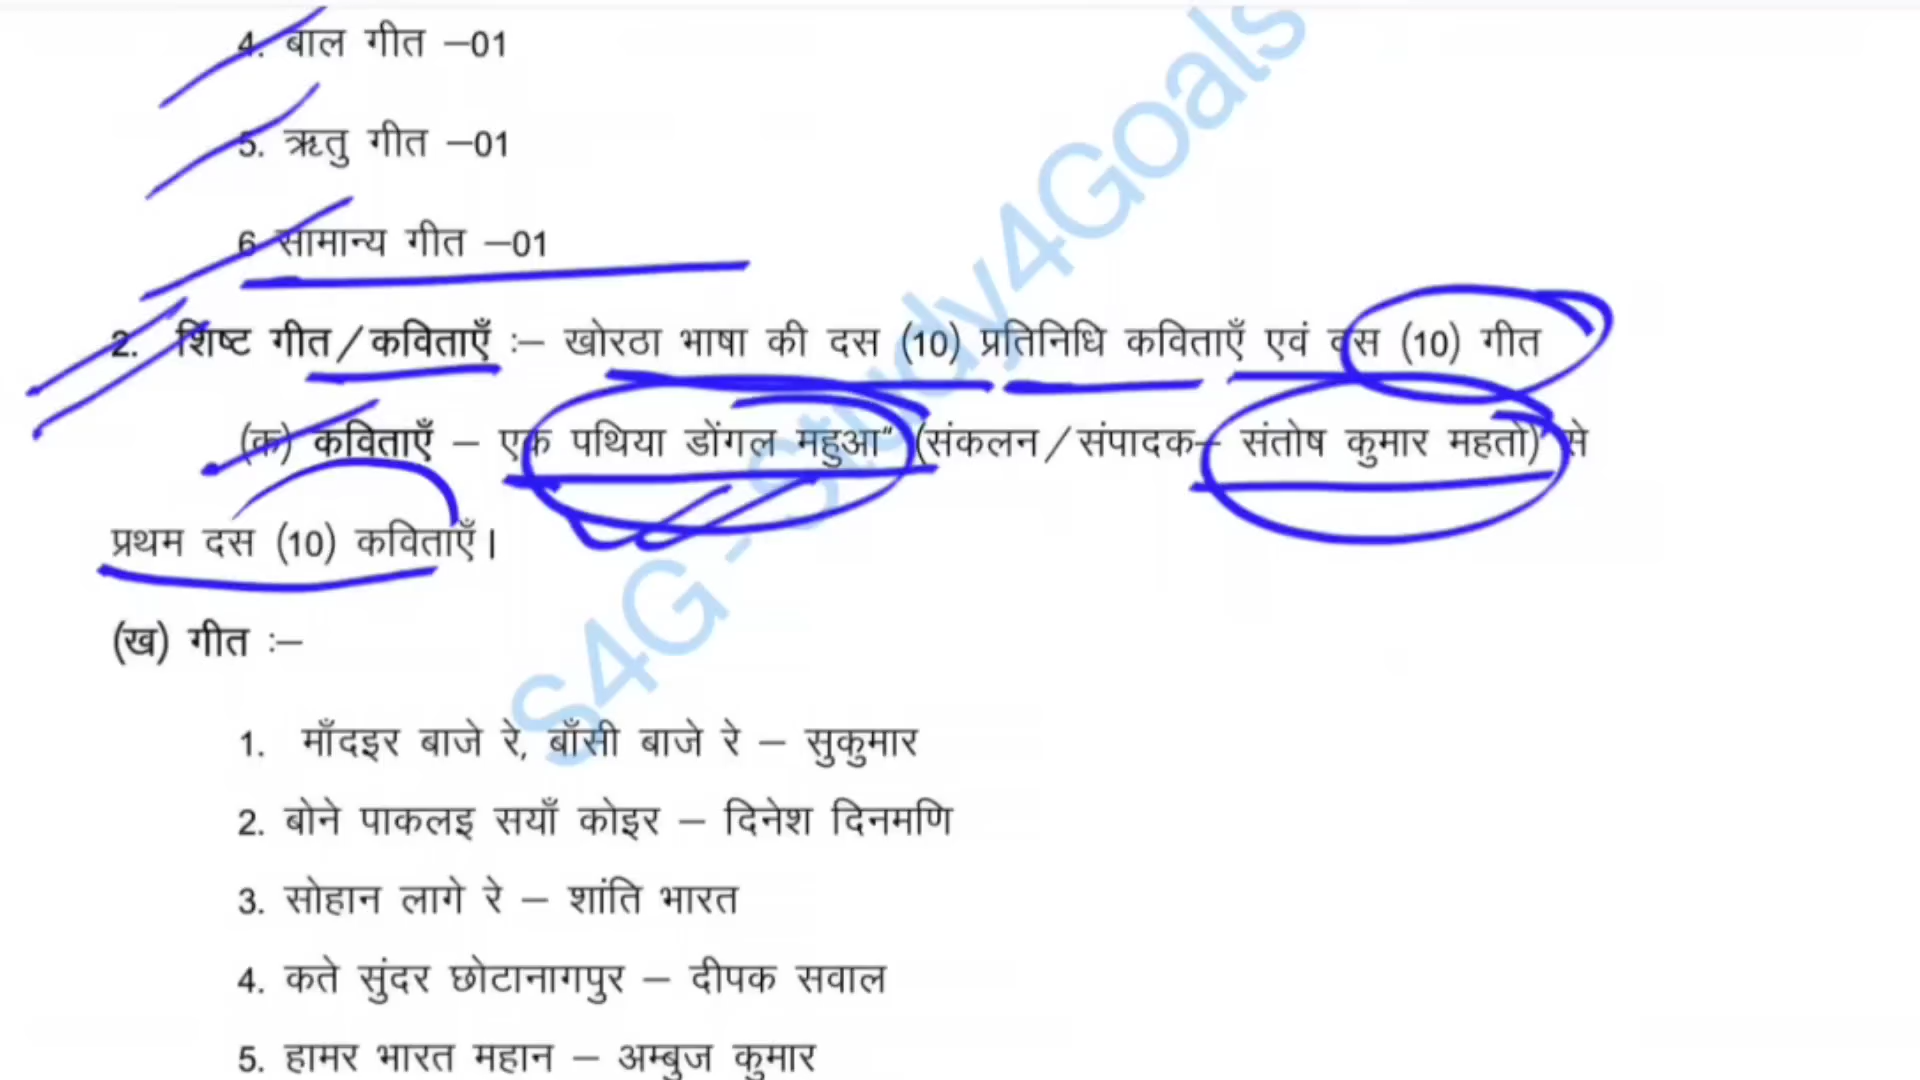 4. बाल गीत –01
5. ऋतु गीत –01
6 सामान्य गीत –01
2. शिष्ट गीत/कविताएँ :– खोरठा भाषा की दस (10) प्रतिनिधि कविताएँ एवं दस (10) गीत
(क) कविताएँ – एक पथिया डोंगल महुआ" (संकलन/संपादक– संतोष कुमार महतो) से
प्रथम दस (10) कविताएँ।
(ख) गीत :–
1. माँदइर बाजे रे, बाँसी बाजे रे – सुकुमार
2. बोने पाकलइ सयाँ कोइर – दिनेश दिनमणि
3. सोहान लागे रे – शांति भारत
4. कते सुंदर छोटानागपुर – दीपक सवाल
5. हामर भारत महान – अम्बुज कुमार
S4G - Study4Goals